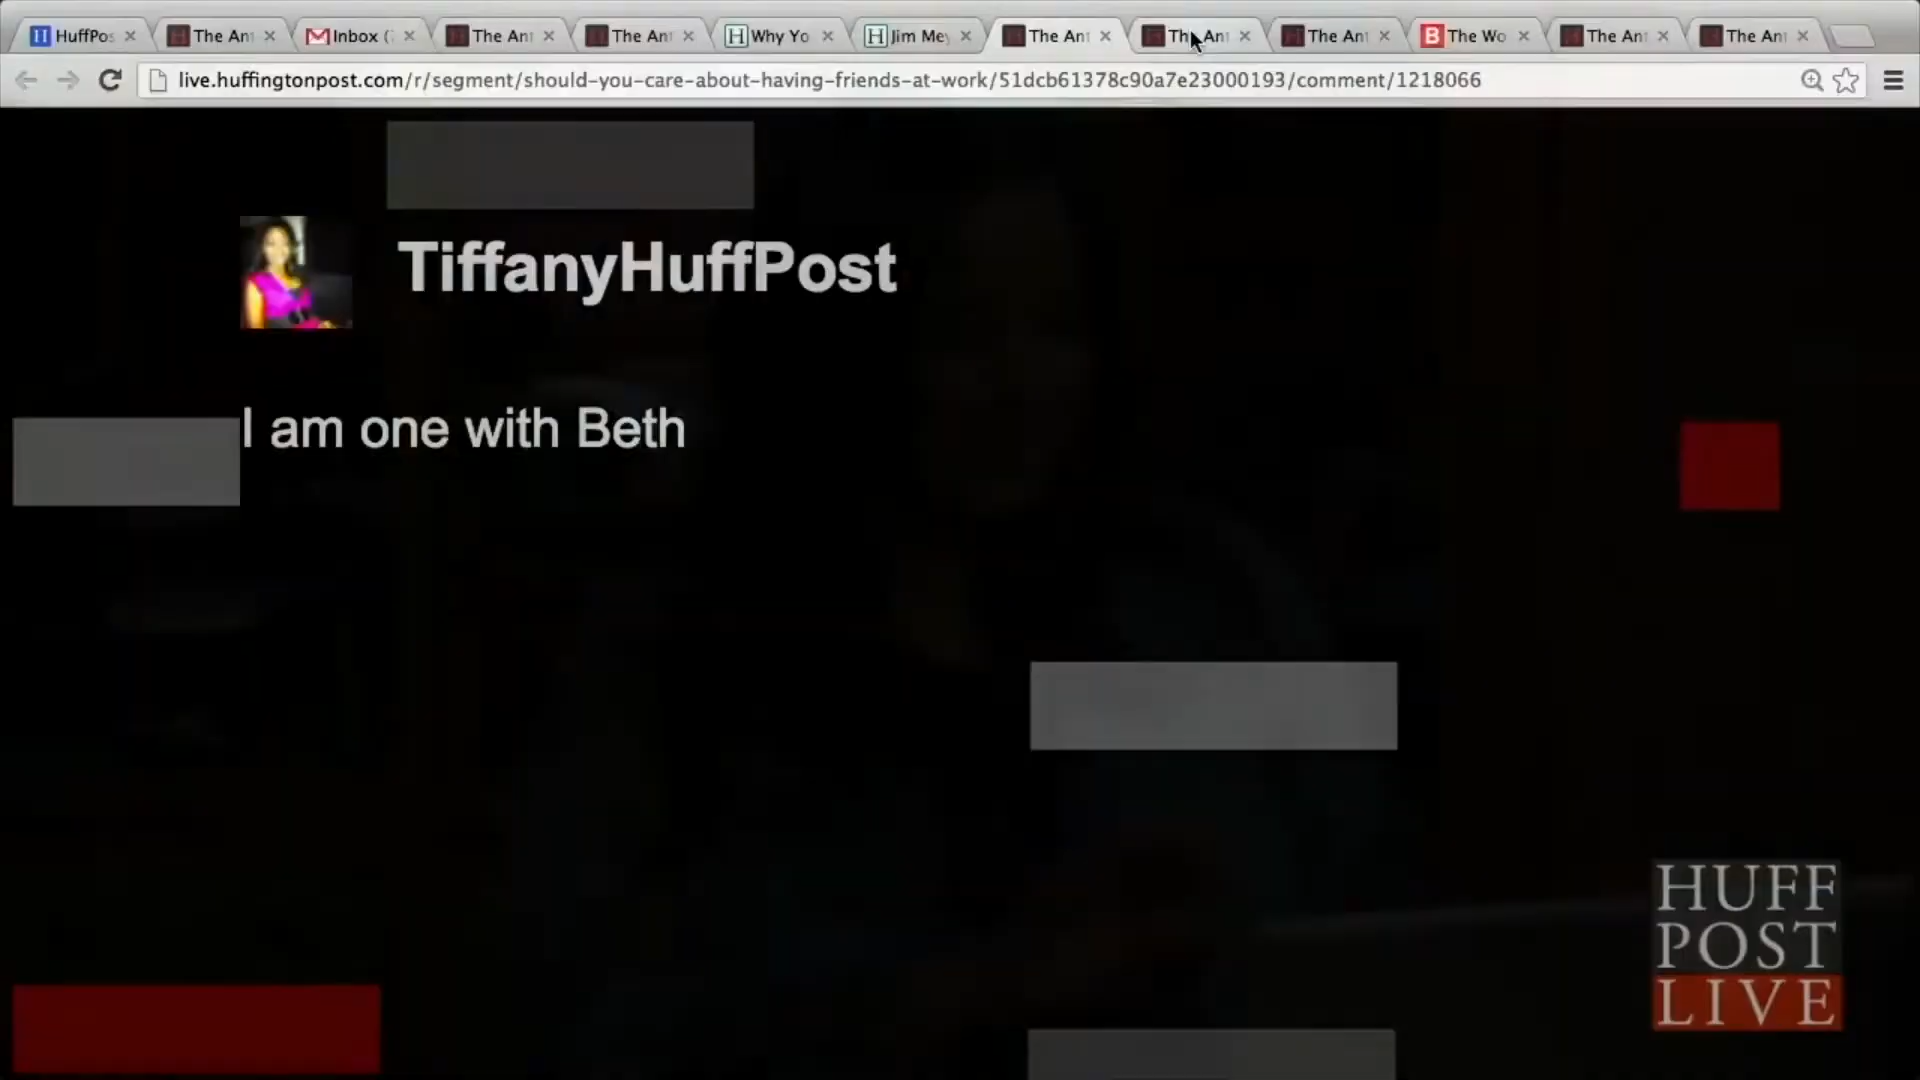 HuffPos
The An
Inbox (
The An
The An
Why Yo
Jim Me
The An
The An
The An
B The Wo
The An
The An
live.huffingtonpost.com/r/segment/should-you-care-about-having-friends-at-work/51dcb61378c90a7e23000193/comment/1218066
TiffanyHuffPost
I am one with Beth
HUFF
POST
LIVE